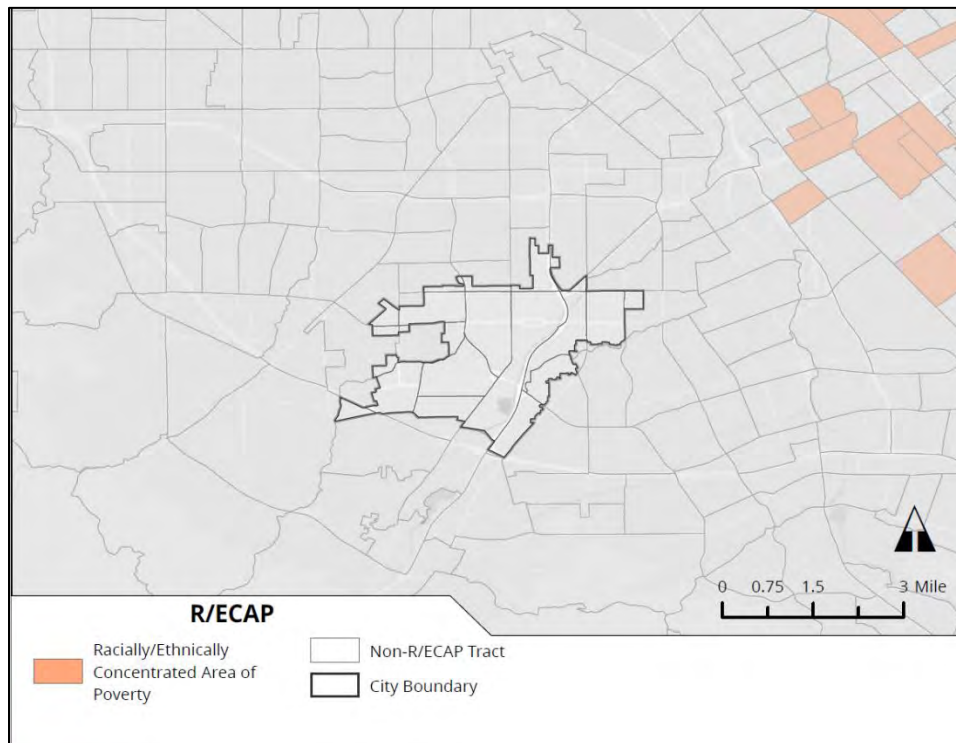 0 0.75 1.5 3 Mile
R/ECAP
Racially/Ethnically
Concentrated Area of
Poverty
Non-R/ECAP Tract
City Boundary